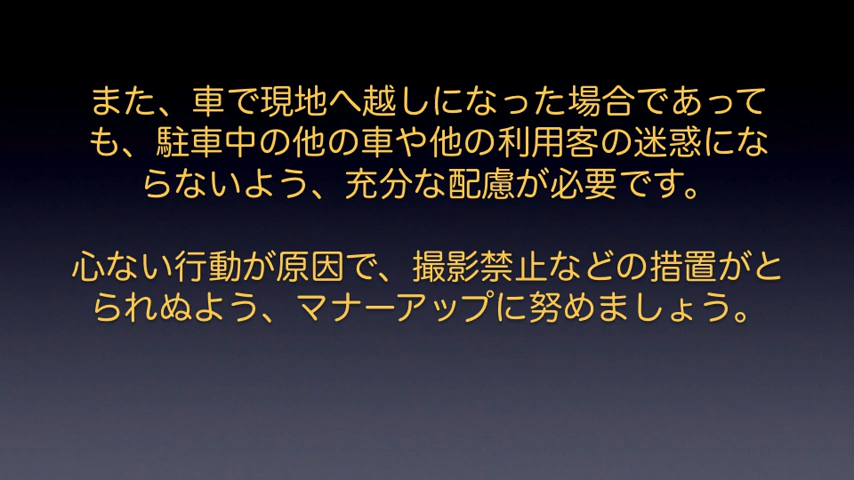 また、車で現地へ越しになった場合であって
も、駐車中の他の車や他の利用客の迷惑にな
らないよう、充分な配慮が必要です。
心ない行動が原因で、撮影禁止などの措置がと
られぬよう、マナーアップに努めましょう。